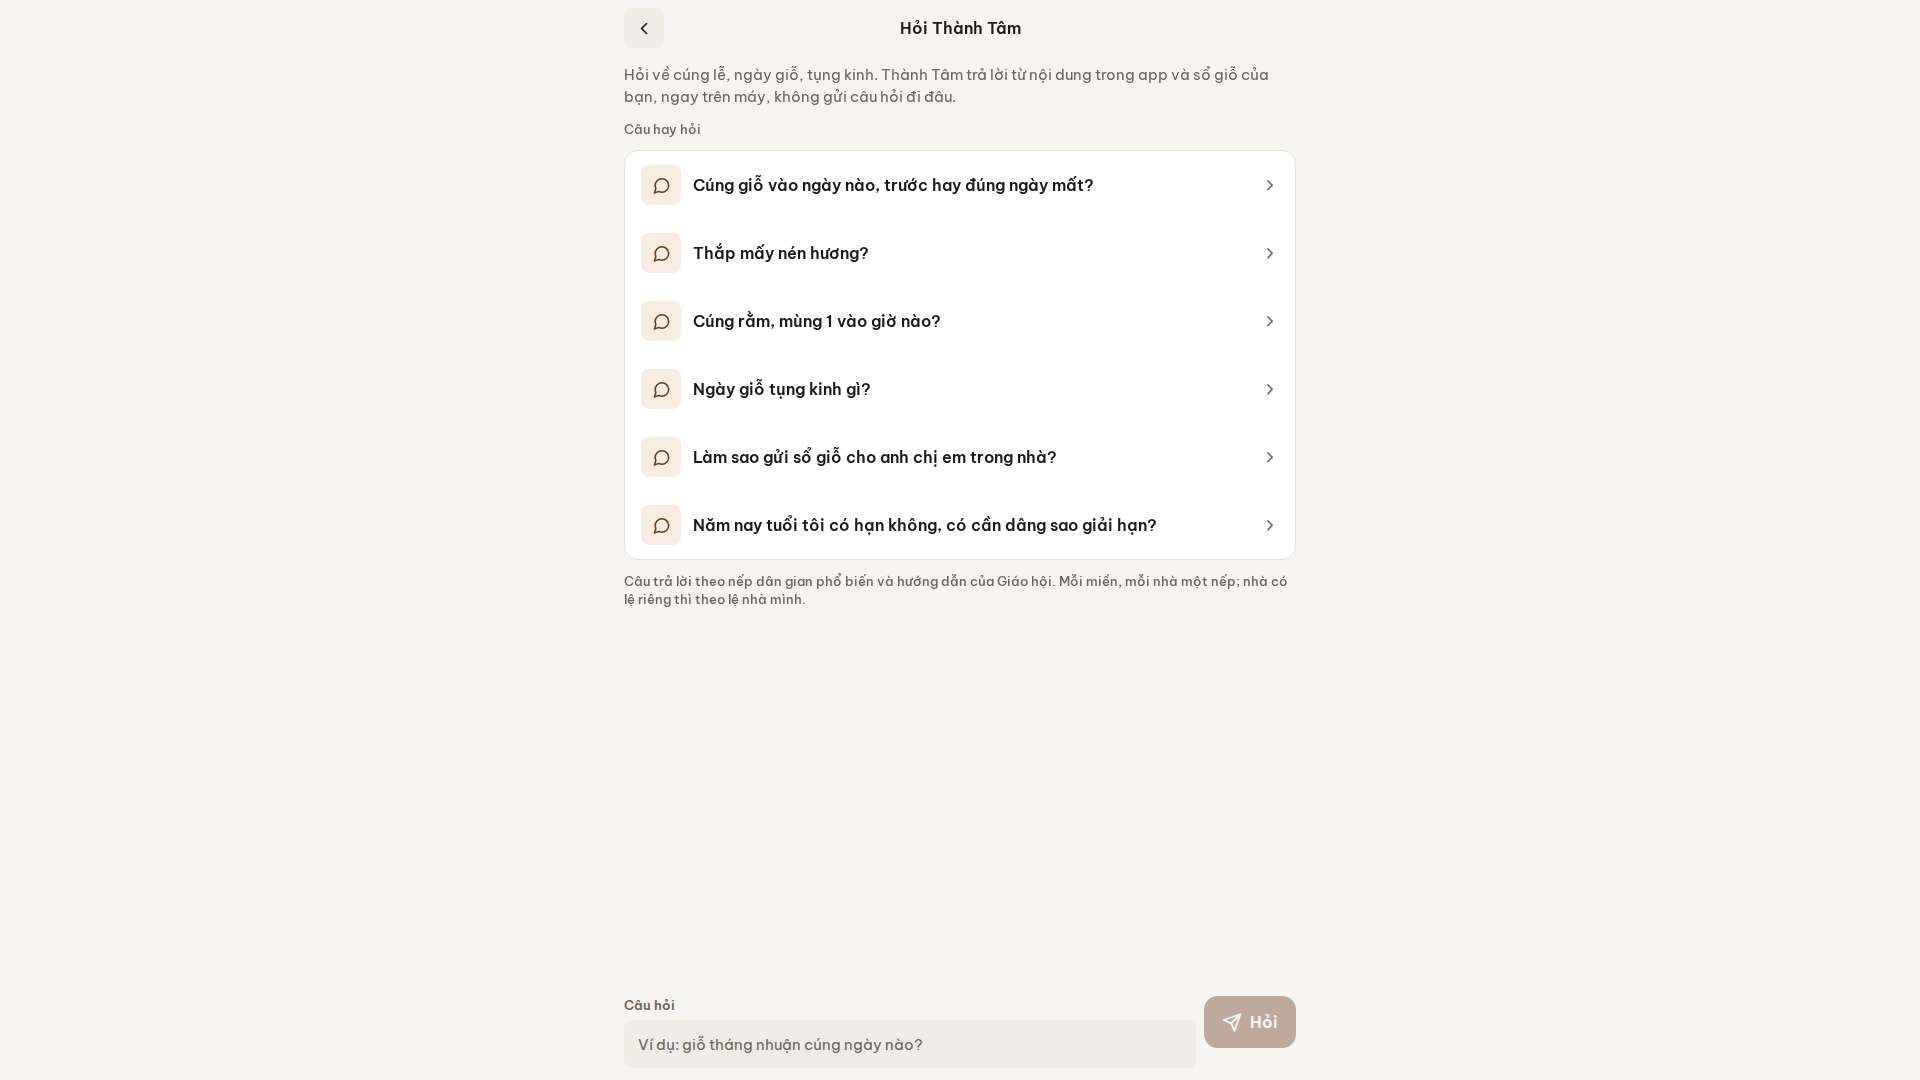 Hỏi Thành Tâm
Hỏi về cúng lễ, ngày giỗ, tụng kinh. Thành Tâm trả lời từ nội dung trong app và sổ giỗ của
bạn, ngay trên máy, không gửi câu hỏi đi đâu.
Câu hay hỏi
Cúng giỗ vào ngày nào, trước hay đúng ngày mất?
Thắp mấy nén hương?
Cúng rằm, mùng 1 vào giờ nào?
Ngày giỗ tụng kinh gì?
Làm sao gửi sổ giỗ cho anh chị em trong nhà?
Năm nay tuổi tôi có hạn không, có cần dâng sao giải hạn?
Câu trả lời theo nếp dân gian phổ biến và hướng dẫn của Giáo hội. Mỗi miền, mỗi nhà một nếp; nhà có
lệ riêng thì theo lệ nhà mình.
Câu hỏi
Ví dụ: giỗ tháng nhuận cúng ngày nào?
Hỏi